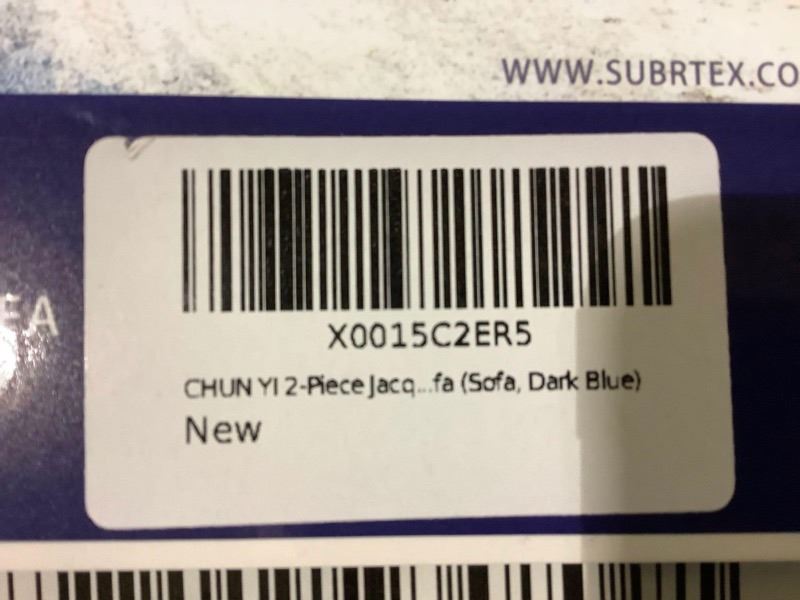 WWW.SUBRTEX.CO
EA
X0015C2ER5
CHUN YI 2-Piece Jacq...fa (Sofa, Dark Blue)
New